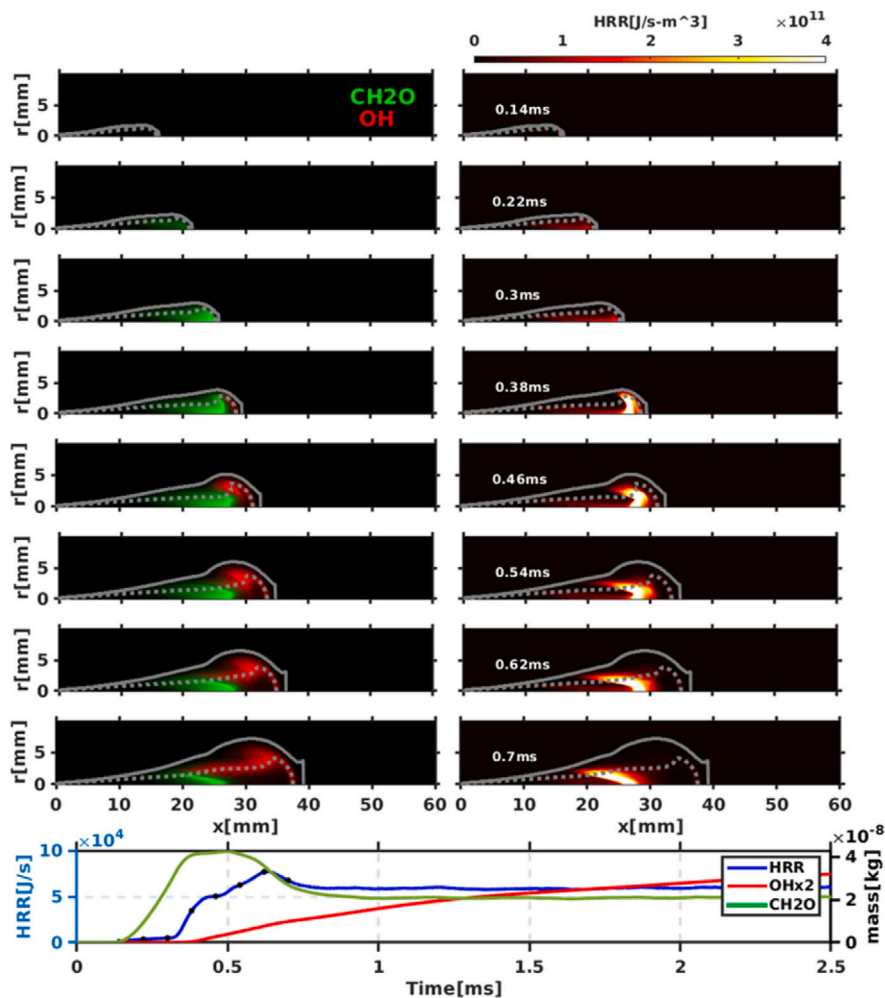 HRR[J/s-m^3]
×10^11
0 1 2 3 4
r[mm] 5 0 CH2O OH 0.14ms
r[mm] 5 0 0.22ms
r[mm] 5 0 0.3ms
r[mm] 5 0 0.38ms
r[mm] 5 0 0.46ms
r[mm] 5 0 0.54ms
r[mm] 5 0 0.62ms
r[mm] 5 0 0.7ms
0 10 20 30 40 50 60 0 10 20 30 40 50 60
x[mm] x[mm]
×10^4 ×10^-8
HRR[J/s] 10 5 0
HRR
OHx2
CH2O
4 2 0 mass[kg]
0 0.5 1 1.5 2 2.5
Time[ms]